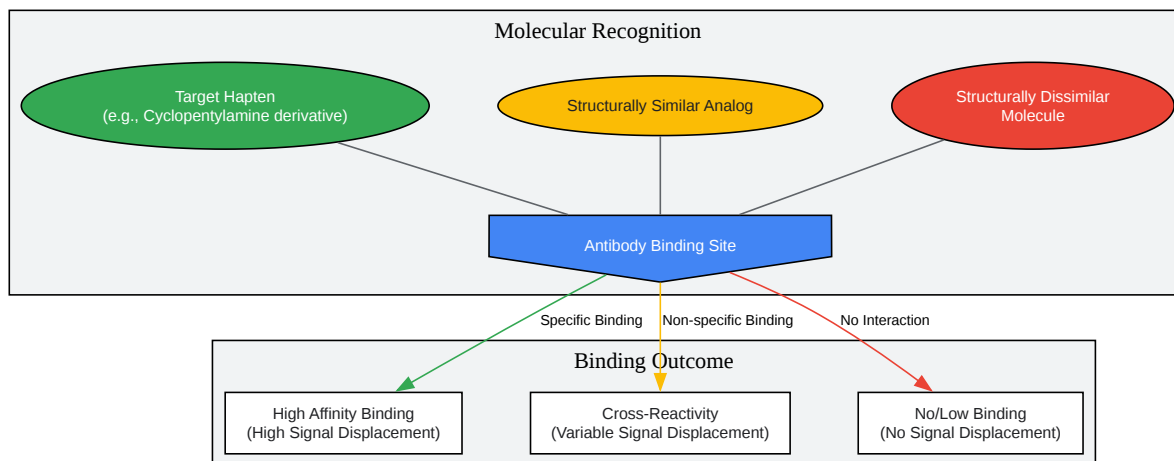 Molecular Recognition
Target Hapten
(e.g., Cyclopentylamine derivative)
Structurally Similar Analog
Structurally Dissimilar
Molecule
Antibody Binding Site
Specific Binding
Non-specific Binding
No Interaction
Binding Outcome
High Affinity Binding
(High Signal Displacement)
Cross-Reactivity
(Variable Signal Displacement)
No/Low Binding
(No Signal Displacement)